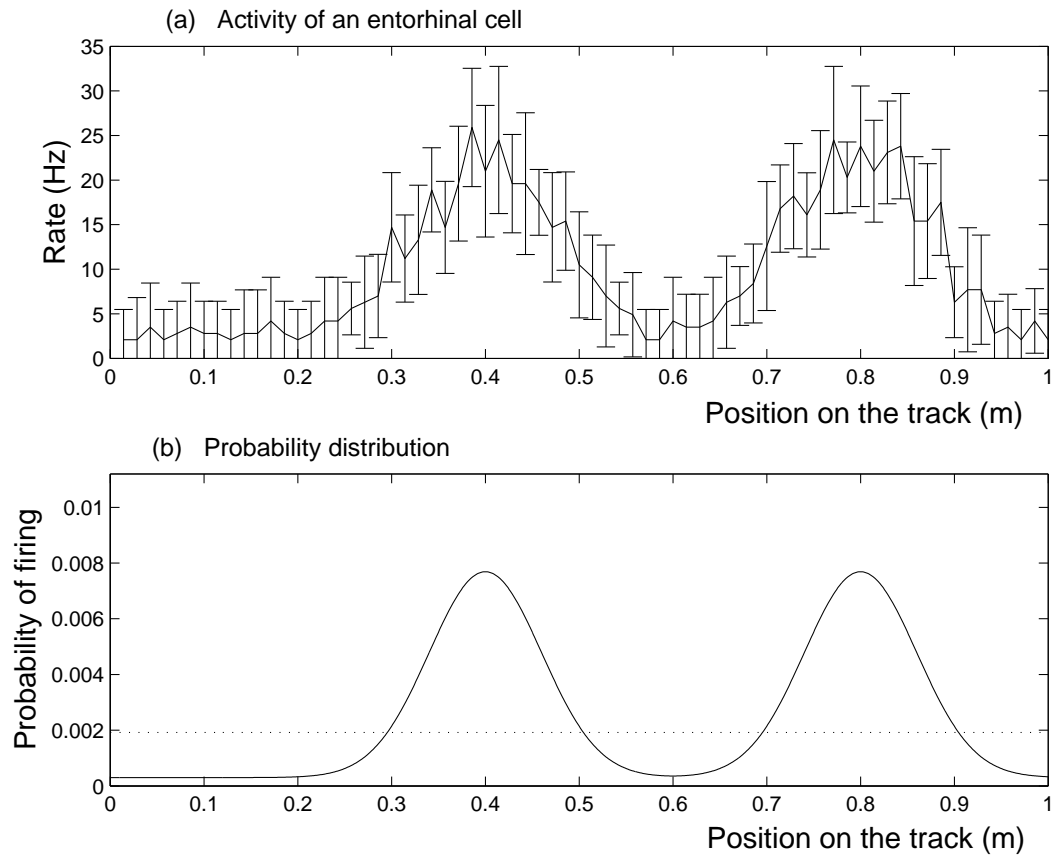 (a) Activity of an entorhinal cell
35
30
25
20
15
10
5
0
Rate (Hz)
0 0.1 0.2 0.3 0.4 0.5 0.6 0.7 0.8 0.9 1
Position on the track (m)
(b) Probability distribution
0.01
0.008
0.006
0.004
0.002
0
Probability of firing
0 0.1 0.2 0.3 0.4 0.5 0.6 0.7 0.8 0.9 1
Position on the track (m)